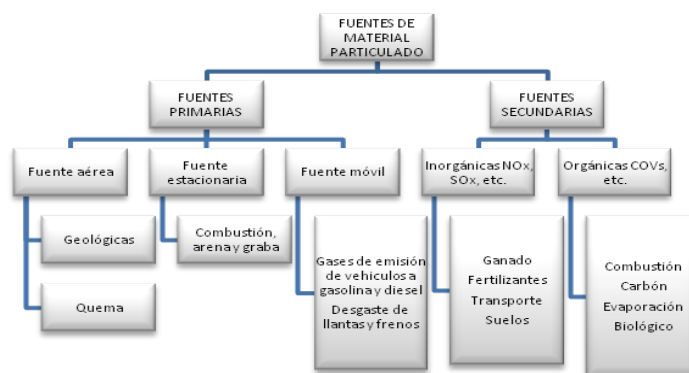 FUENTES DE
MATERIAL
PARTICULADO
FUENTES
PRIMARIAS
FUENTES
SECUNDARIAS
Fuente aérea
Fuente
estacionaria
Fuente móvil
Inorgánicas NOx,
SOx, etc.
Orgánicas COVs,
etc.
Geológicas
Quema
Combustión,
arena y graba
Gases de emisión
de vehiculos a
gasolina y diesel
Desgaste de
llantas y frenos
Ganado
Fertilizantes
Transporte
Suelos
Combustión
Carbón
Evaporación
Biológico